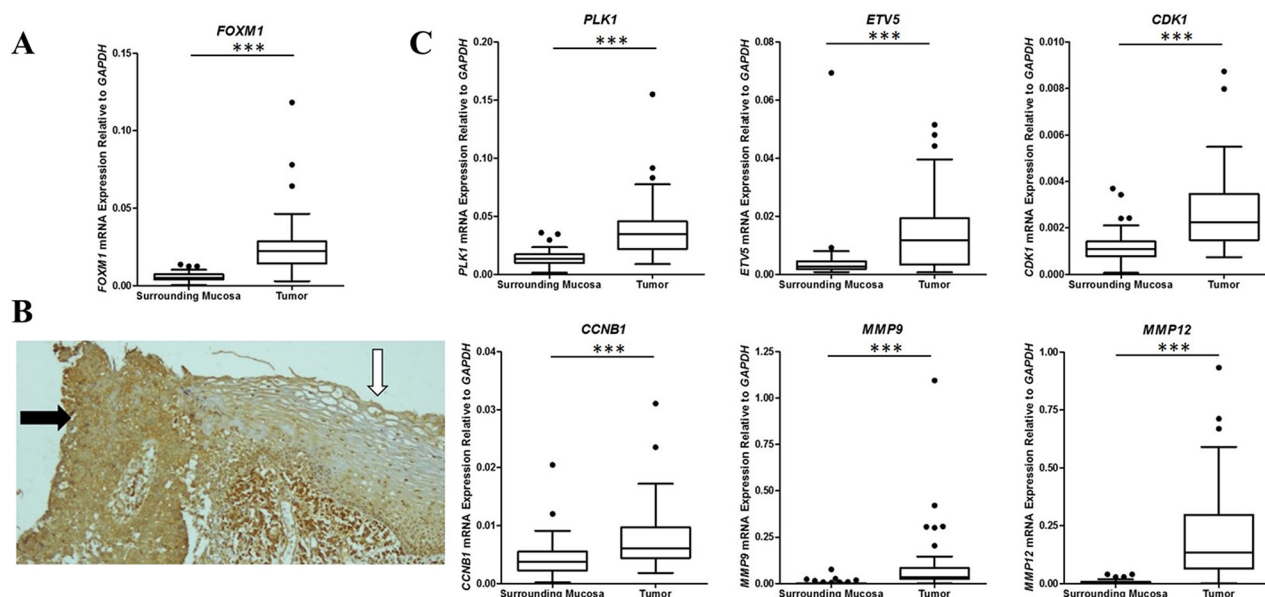 A
FOXM1
***
FOXM1 mRNA Expression Relative to GAPDH
0.15
0.10
0.05
0.00
Surrounding Mucosa Tumor
B
C
PLK1
***
PLK1 mRNA Expression Relative to GAPDH
0.20
0.15
0.10
0.05
0.00
Surrounding Mucosa Tumor
ETV5
***
ETV5 mRNA Expression Relative to GAPDH
0.08
0.06
0.04
0.02
0.00
Surrounding Mucosa Tumor
CDK1
***
CDK1 mRNA Expression Relative to GAPDH
0.010
0.008
0.006
0.004
0.002
0.000
Surrounding Mucosa Tumor
CCNB1
***
CCNB1 mRNA Expression Relative to GAPDH
0.04
0.03
0.02
0.010
0.00
Surrounding Mucosa Tumor
MMP9
***
MMP9 mRNA Expression Relative to GAPDH
1.25
1.00
0.75
0.50
0.25
0.00
Surrounding Mucosa Tumor
MMP12
***
MMP12 mRNA Expression Relative to GAPDH
1.00
0.75
0.50
0.25
0.00
Surrounding Mucosa Tumor